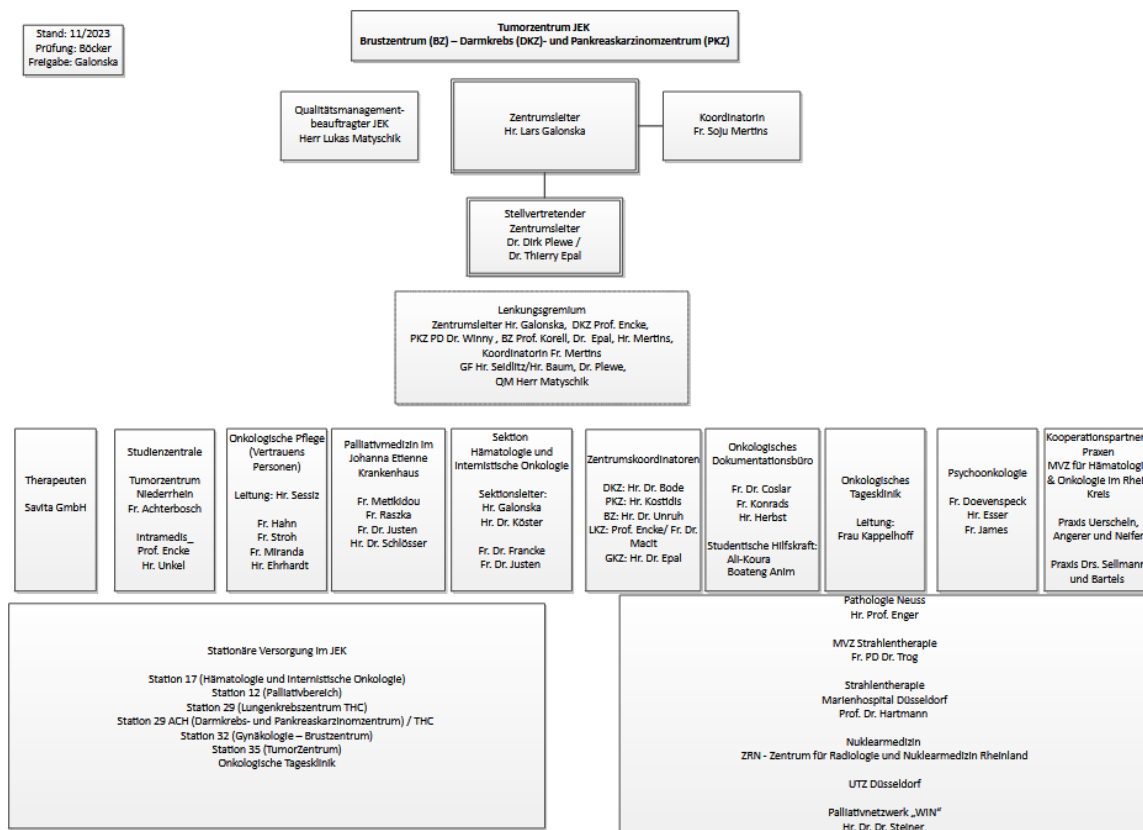 Stand: 11/2023
Prüfung: Böcker
Freigabe: Galonska
Tumorzentrum JEK
Brustzentrum (BZ) – Darmkrebs (DKZ)- und Pankreaskarzinomzentrum (PKZ)
Qualitätsmanagement-
beauftragter JEK
Herr Lukas Matyschik
Zentrumsleiter
Hr. Lars Galonska
Koordinatorin
Fr. Soju Mertins
Stellvertretender
Zentrumsleiter
Dr. Dirk Plewe /
Dr. Thierry Epal
Lenkungsgremium
Zentrumsleiter Hr. Galonska, DKZ Prof. Encke,
PKZ PD Dr. Winny , BZ Prof. Korell, Dr. Epal, Hr. Mertins,
Koordinatorin Fr. Mertins
GF Hr. Seidlitz/Hr. Baum, Dr. Plewe,
QM Herr Matyschik
Therapeuten
Savita GmbH
Studienzentrale
Tumorzentrum
Niederrhein
Fr. Achterbosch
Intramedis_
Prof. Encke
Hr. Unkel
Onkologische Pflege
(Vertrauens
Personen)
Leitung: Hr. Sessiz
Fr. Hahn
Fr. Stroh
Fr. Miranda
Hr. Ehrhardt
Palliativmedizin im
Johanna Etienne
Krankenhaus
Fr. Metikidou
Fr. Raszka
Fr. Dr. Justen
Hr. Dr. Schlösser
Sektion
Hämatologie und
Internistische Onkologie
Sektionsleiter:
Hr. Galonska
Hr. Dr. Köster
Fr. Dr. Francke
Fr. Dr. Justen
Zentrumskoordinatoren
DKZ: Hr. Dr. Bode
PKZ: Hr. Kostidis
BZ: Hr. Dr. Unruh
LKZ: Prof. Encke/ Fr. Dr.
Macit
GKZ: Hr. Dr. Epal
Onkologisches
Dokumentationsbüro
Fr. Dr. Coslar
Fr. Konrads
Hr. Herbst
Studentische Hilfskraft:
Ali-Koura
Boateng Anim
Onkologisches
Tagesklinik
Leitung:
Frau Kappelhoff
Psychoonkologie
Fr. Doevenspeck
Hr. Esser
Fr. James
Kooperationspartner
Praxen
MVZ für Hämatologie
& Onkologie im Rhein
Kreis
Praxis Uerscheln,
Angerer und Neifer
Praxis Drs. Sellmann
und Bartels
Stationäre Versorgung im JEK
Station 17 (Hämatologie und Internistische Onkologie)
Station 12 (Palliativbereich)
Station 29 (Lungenkrebszentrum THC)
Station 29 ACH (Darmkrebs- und Pankreaskarzinomzentrum) / THC
Station 32 (Gynäkologie – Brustzentrum)
Station 35 (TumorZentrum)
Onkologische Tagesklinik
Pathologie Neuss
Hr. Prof. Enger
MVZ Strahlentherapie
Fr. PD Dr. Trog
Strahlentherapie
Marienhospital Düsseldorf
Prof. Dr. Hartmann
Nuklearmedizin
ZRN - Zentrum für Radiologie und Nuklearmedizin Rheinland
UTZ Düsseldorf
Palliativnetzwerk „WIN“
Hr. Dr. Dr. Steiner